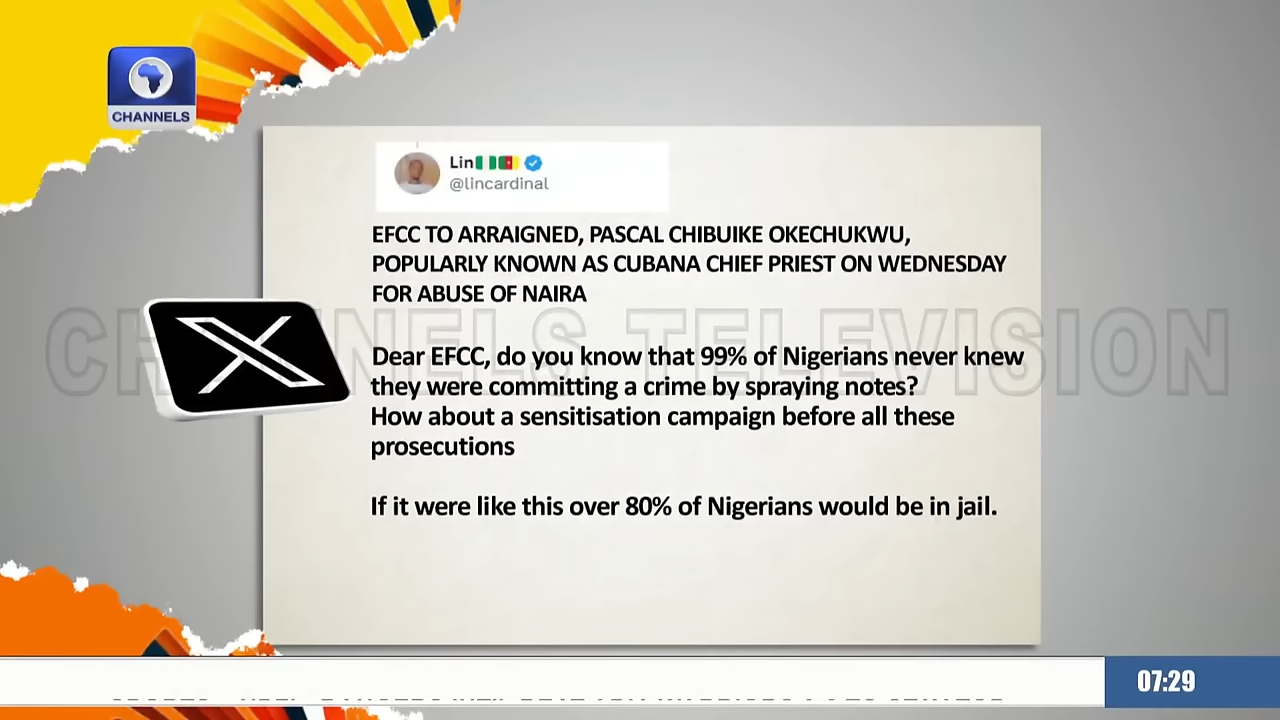 CHANNELS
Lin
@lincardinal
EFCC TO ARRAIGNED, PASCAL CHIBUIKE OKECHUKWU,
POPULARLY KNOWN AS CUBANA CHIEF PRIEST ON WEDNESDAY
FOR ABUSE OF NAIRA
CHANNELS TELEVISION
Dear EFCC, do you know that 99% of Nigerians never knew
they were committing a crime by spraying notes?
How about a sensitisation campaign before all these
prosecutions
If it were like this over 80% of Nigerians would be in jail.
07:29